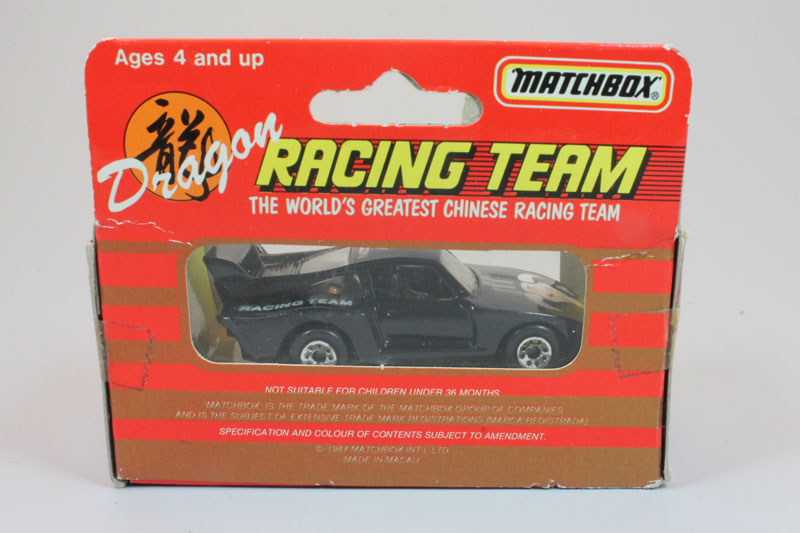 Ages 4 and up
MATCHBOX®
龍
Dragon
RACING TEAM
THE WORLD'S GREATEST CHINESE RACING TEAM
RACING TEAM
NOT SUITABLE FOR CHILDREN UNDER 36 MONTHS
'MATCHBOX' IS THE TRADE MARK OF THE MATCHBOX GROUP OF COMPANIES
AND IS THE SUBJECT OF EXTENSIVE TRADE MARK REGISTRATIONS (MARCA REGISTRADA)
SPECIFICATION AND COLOUR OF CONTENTS SUBJECT TO AMENDMENT.
© 1987 MATCHBOX INT'L LTD
MADE IN MACAU